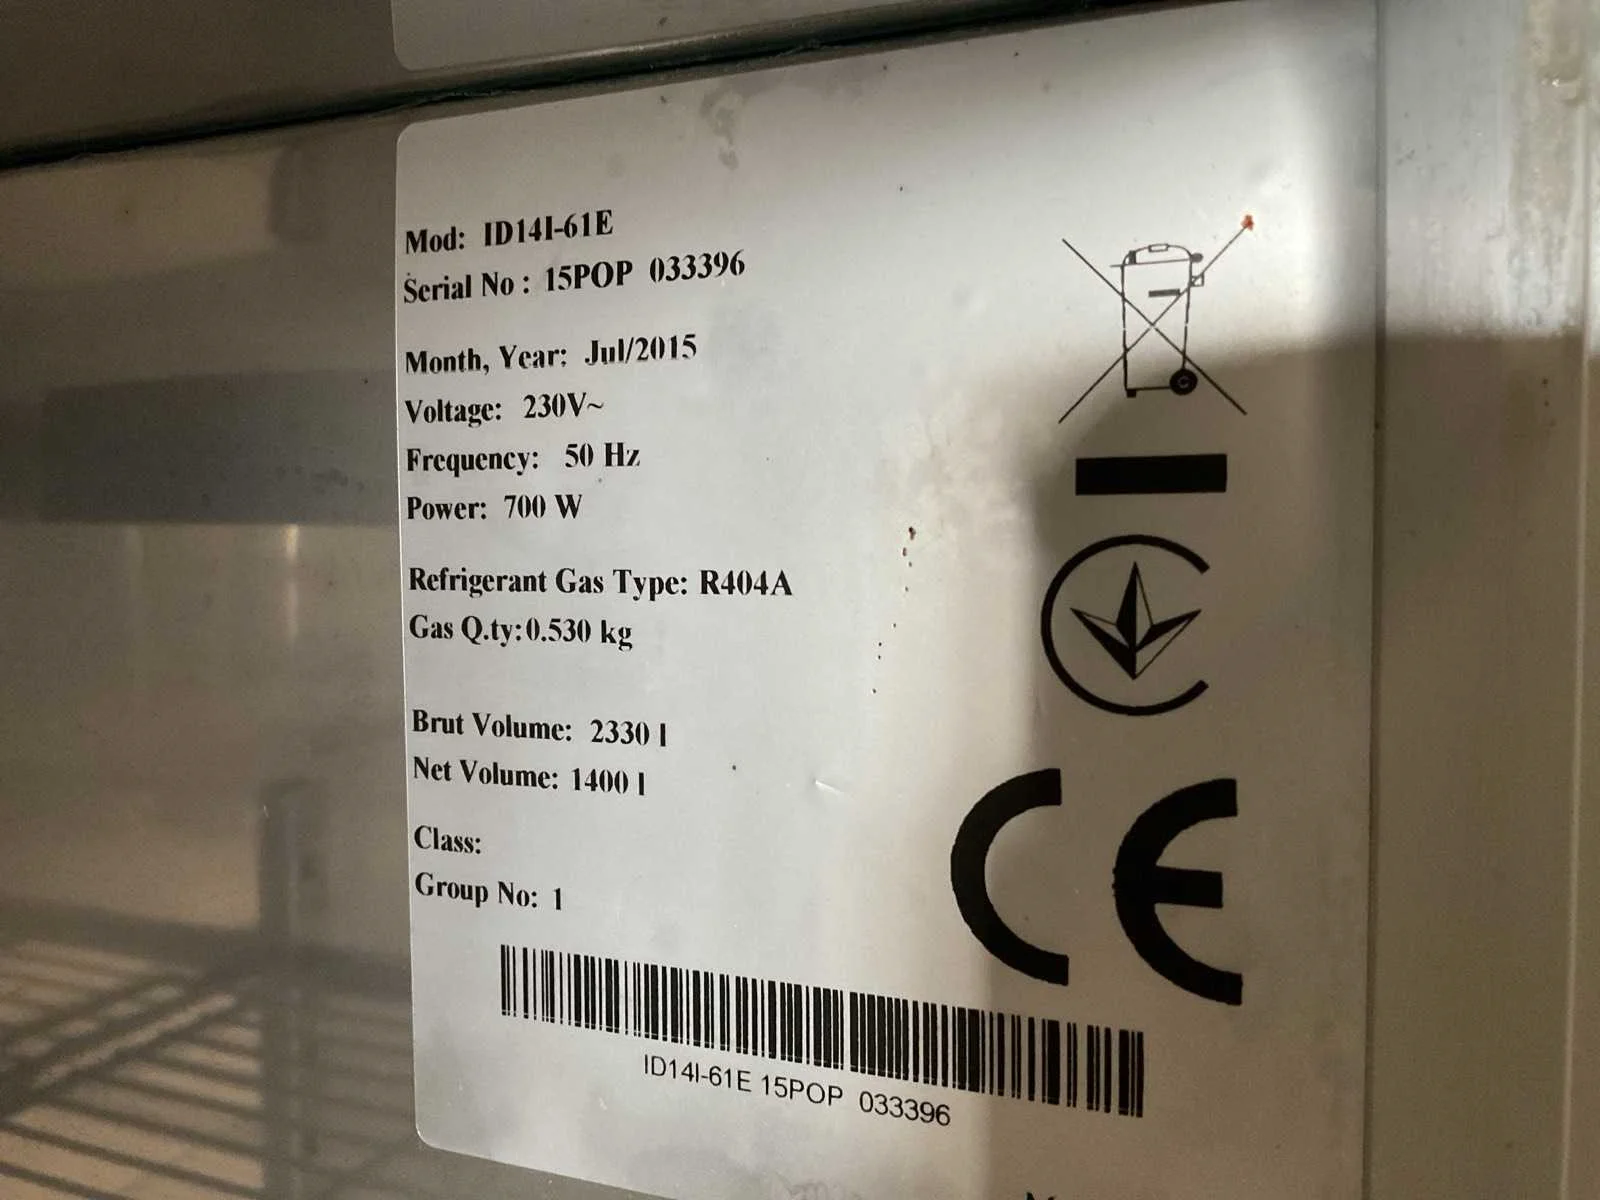 Mod: ID14I-61E
Serial No : 15POP 033396
Month, Year: Jul/2015
Voltage: 230V~
Frequency: 50 Hz
Power: 700 W
Refrigerant Gas Type: R404A
Gas Q.ty:0.530 kg
Brut Volume: 2330 l
Net Volume: 1400 l
Class:
Group No: 1
CE
ID14I-61E 15POP 033396